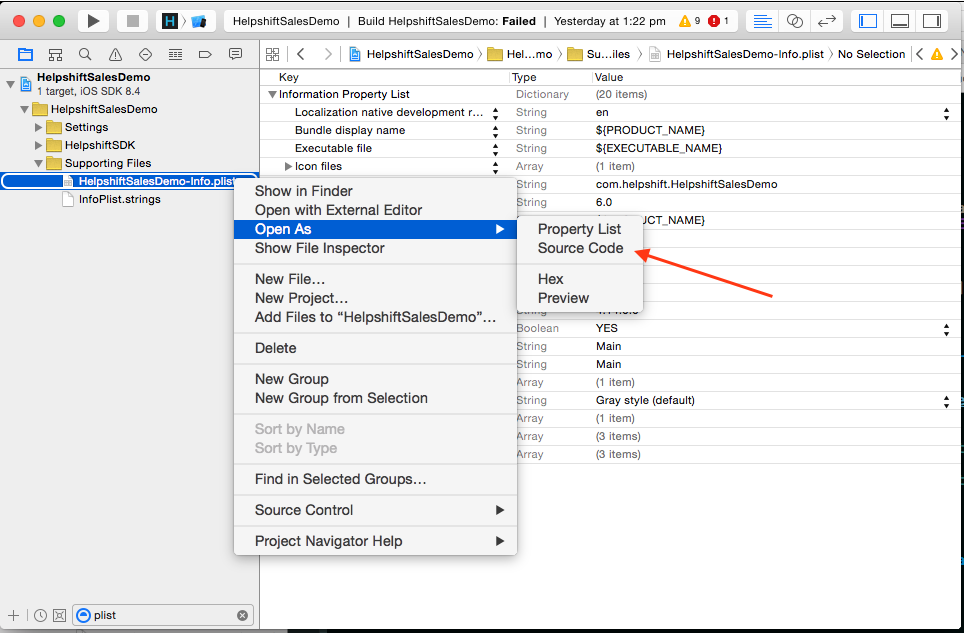 HelpshiftSalesDemo | Build HelpshiftSalesDemo: Failed | Yesterday at 1:22 pm 9 1
HelpshiftSalesDemo Hel...mo Su...iles HelpshiftSalesDemo-Info.plist No Selection
HelpshiftSalesDemo
1 target, iOS SDK 8.4
HelpshiftSalesDemo
Settings
HelpshiftSDK
Supporting Files
HelpshiftSalesDemo-Info.plist
InfoPlist.strings
Key Type Value
Information Property List Dictionary (20 items)
Localization native development r... String en
Bundle display name String ${PRODUCT_NAME}
Executable file String ${EXECUTABLE_NAME}
Icon files Array (1 item)
String com.helpshift.HelpshiftSalesDemo
String 6.0
Boolean YES
String Main
String Main
Array (1 item)
String Gray style (default)
Array (1 item)
Array (3 items)
Array (3 items)
Show in Finder
Open with External Editor
Open As
Show File Inspector
New File...
New Project...
Add Files to “HelpshiftSalesDemo”...
Delete
New Group
New Group from Selection
Sort by Name
Sort by Type
Find in Selected Groups...
Source Control
Project Navigator Help
Property List
Source Code
Hex
Preview
plist